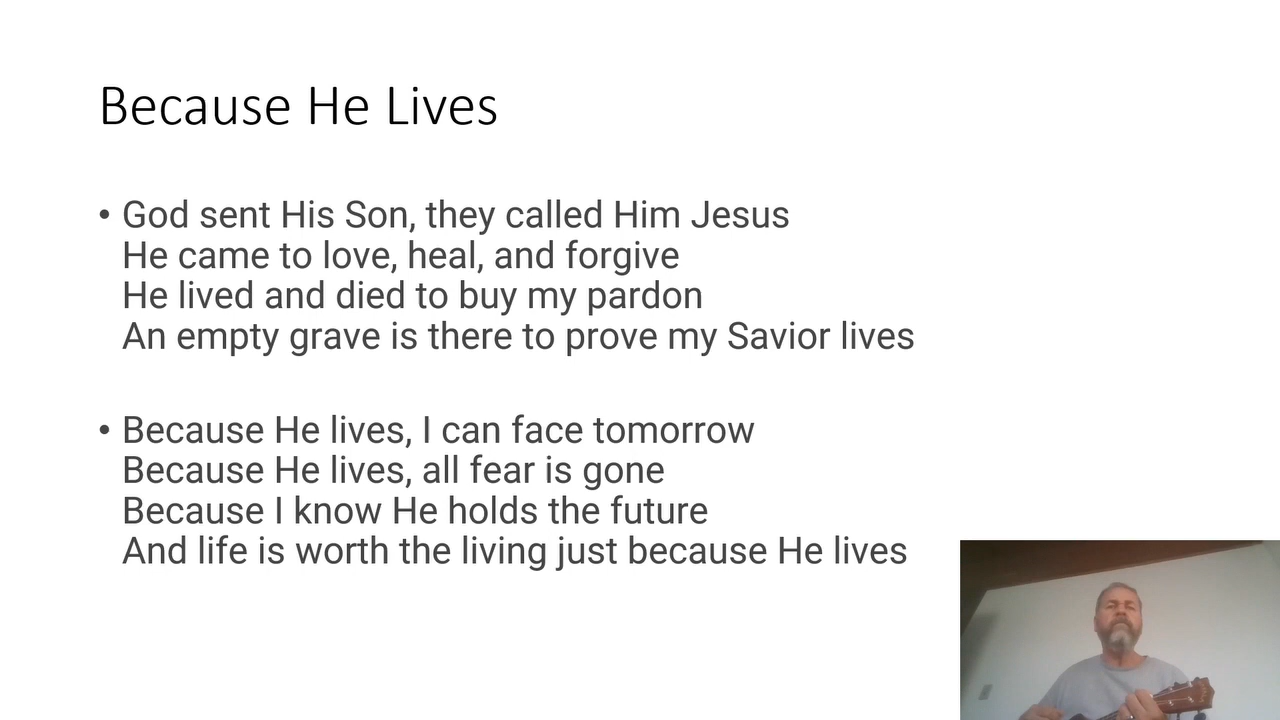 Because He Lives
• God sent His Son, they called Him Jesus
He came to love, heal, and forgive
He lived and died to buy my pardon
An empty grave is there to prove my Savior lives
• Because He lives, I can face tomorrow
Because He lives, all fear is gone
Because I know He holds the future
And life is worth the living just because He lives